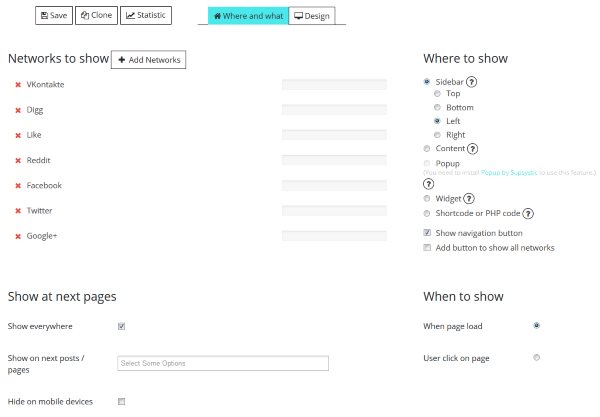 Save Clone Statistic Where and what Design
Networks to show + Add Networks
VKontakte
Digg
Like
Reddit
Facebook
Twitter
Google+
Where to show
Sidebar ?
Top
Bottom
Left
Right
Content ?
Popup
(You need to install Popup by Supsystic to use this feature.)
?
Widget ?
Shortcode or PHP code ?
Show navigation button
Add button to show all networks
Show at next pages
Show everywhere
Show on next posts /
pages
Select Some Options
Hide on mobile devices
When to show
When page load
User click on page